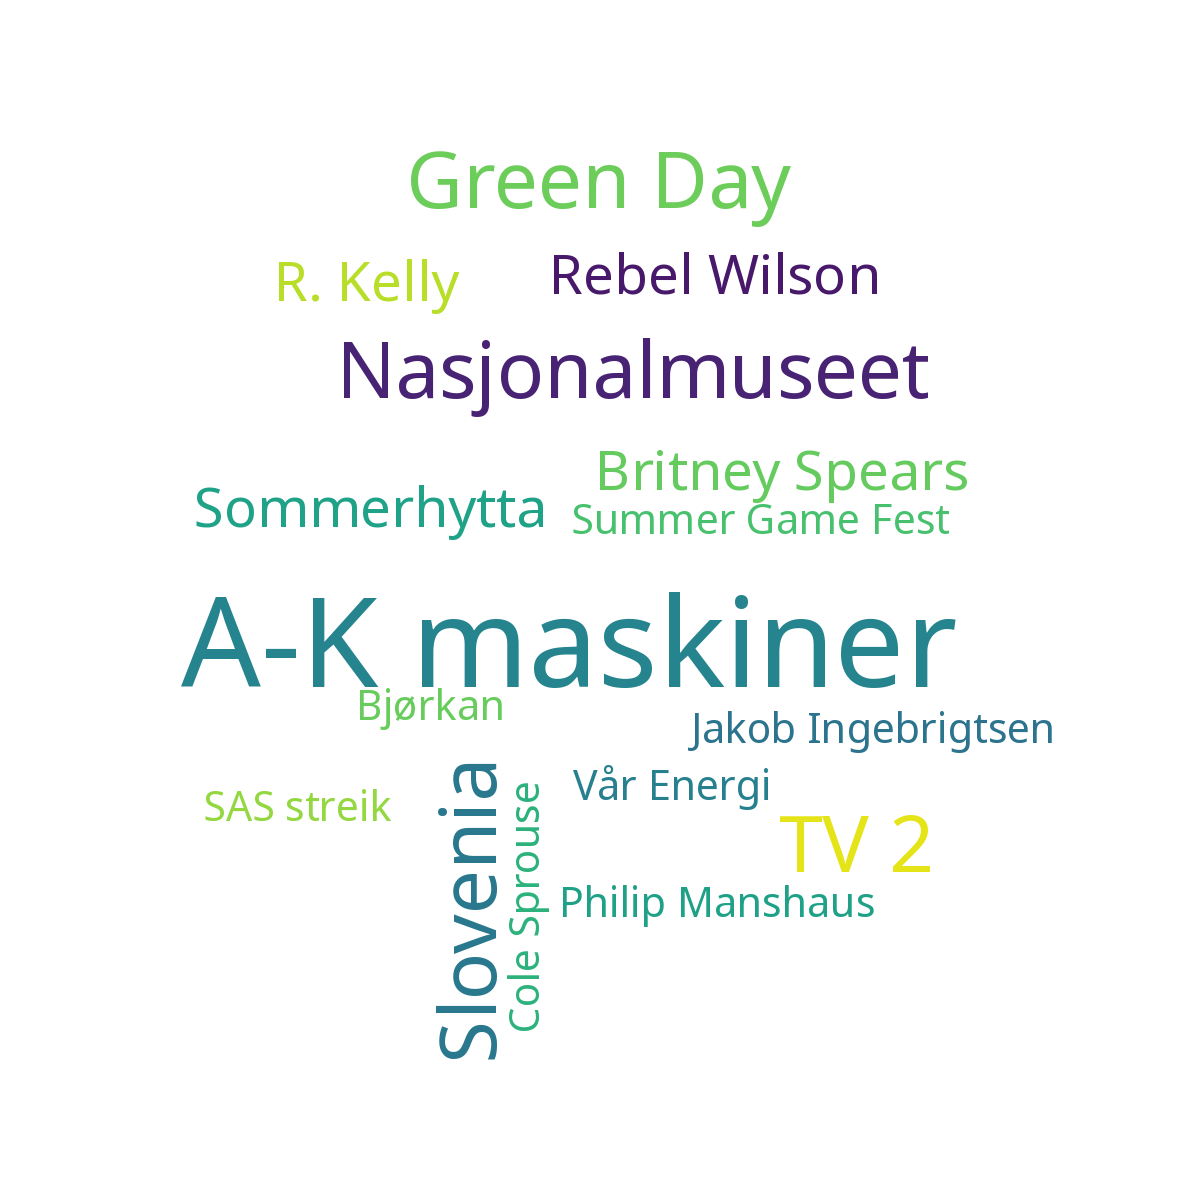 Green Day
R. Kelly
Rebel Wilson
Nasjonalmuseet
Britney Spears
Sommerhytta
Summer Game Fest
A-K maskiner
Bjørkan
Jakob Ingebrigtsen
Vår Energi
SAS streik
Slovenia
Cole Sprouse
TV 2
Philip Manshaus